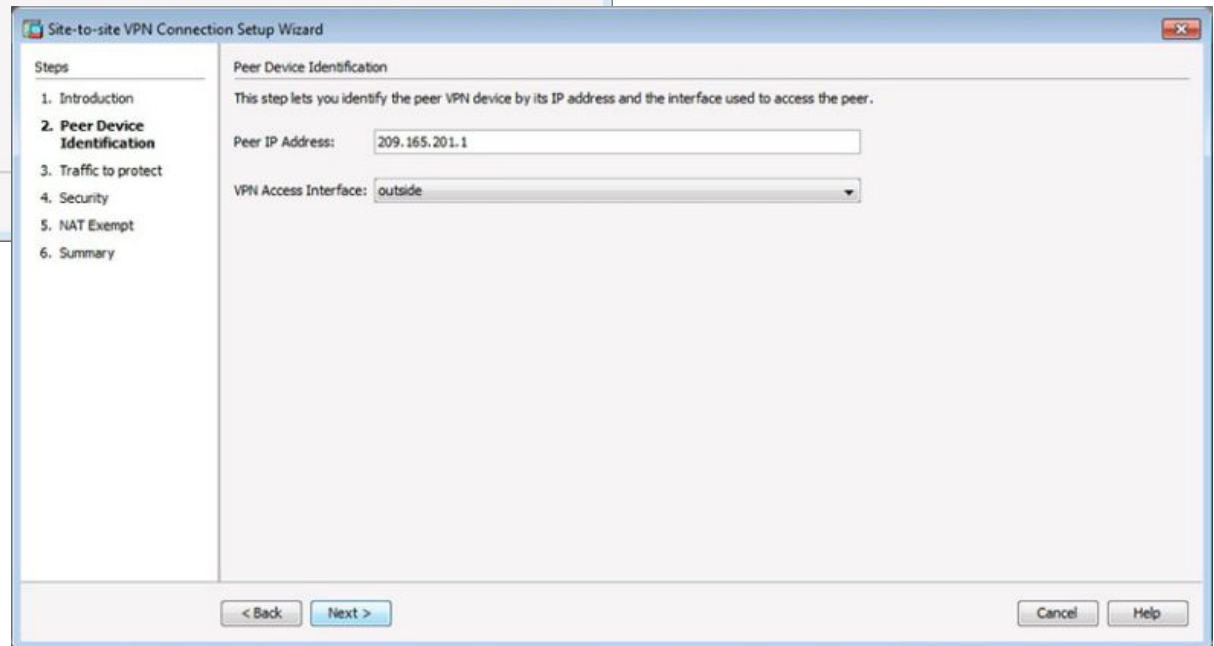 Site-to-site VPN Connection Setup Wizard
Steps
1. Introduction
2. Peer Device
Identification
3. Traffic to protect
4. Security
5. NAT Exempt
6. Summary
Peer Device Identification
This step lets you identify the peer VPN device by its IP address and the interface used to access the peer.
Peer IP Address: 209.165.201.1
VPN Access Interface: outside
< Back Next > Cancel Help